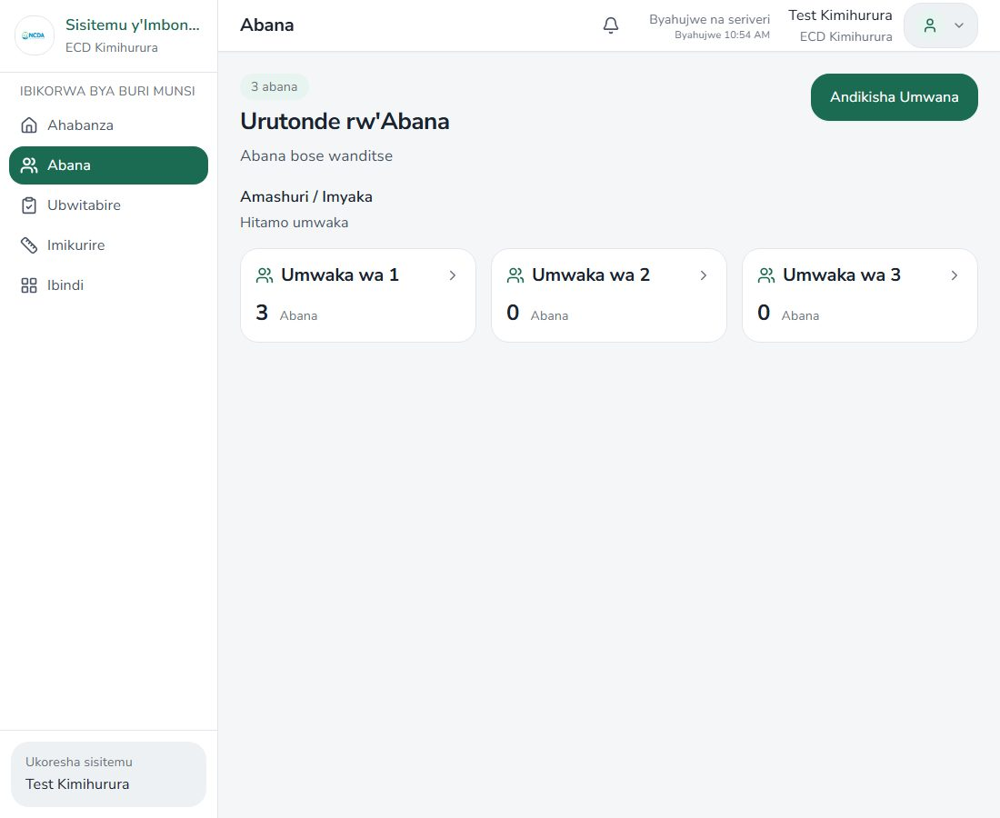 NCDA
Sisitemu y'Imbon...
ECD Kimihurura
IBIKORWA BYA BURI MUNSI
Ahabanza
Abana
Ubwitabire
Imikurire
Ibindi
Ukoresha sisitemu
Test Kimihurura
Abana
Byahujwe na seriveri
Byahujwe 10:54 AM
Test Kimihurura
ECD Kimihurura
3 abana
Urutonde rw'Abana
Abana bose wanditse
Andikisha Umwana
Amashuri / Imyaka
Hitamo umwaka
Umwaka wa 1
3 Abana
Umwaka wa 2
0 Abana
Umwaka wa 3
0 Abana